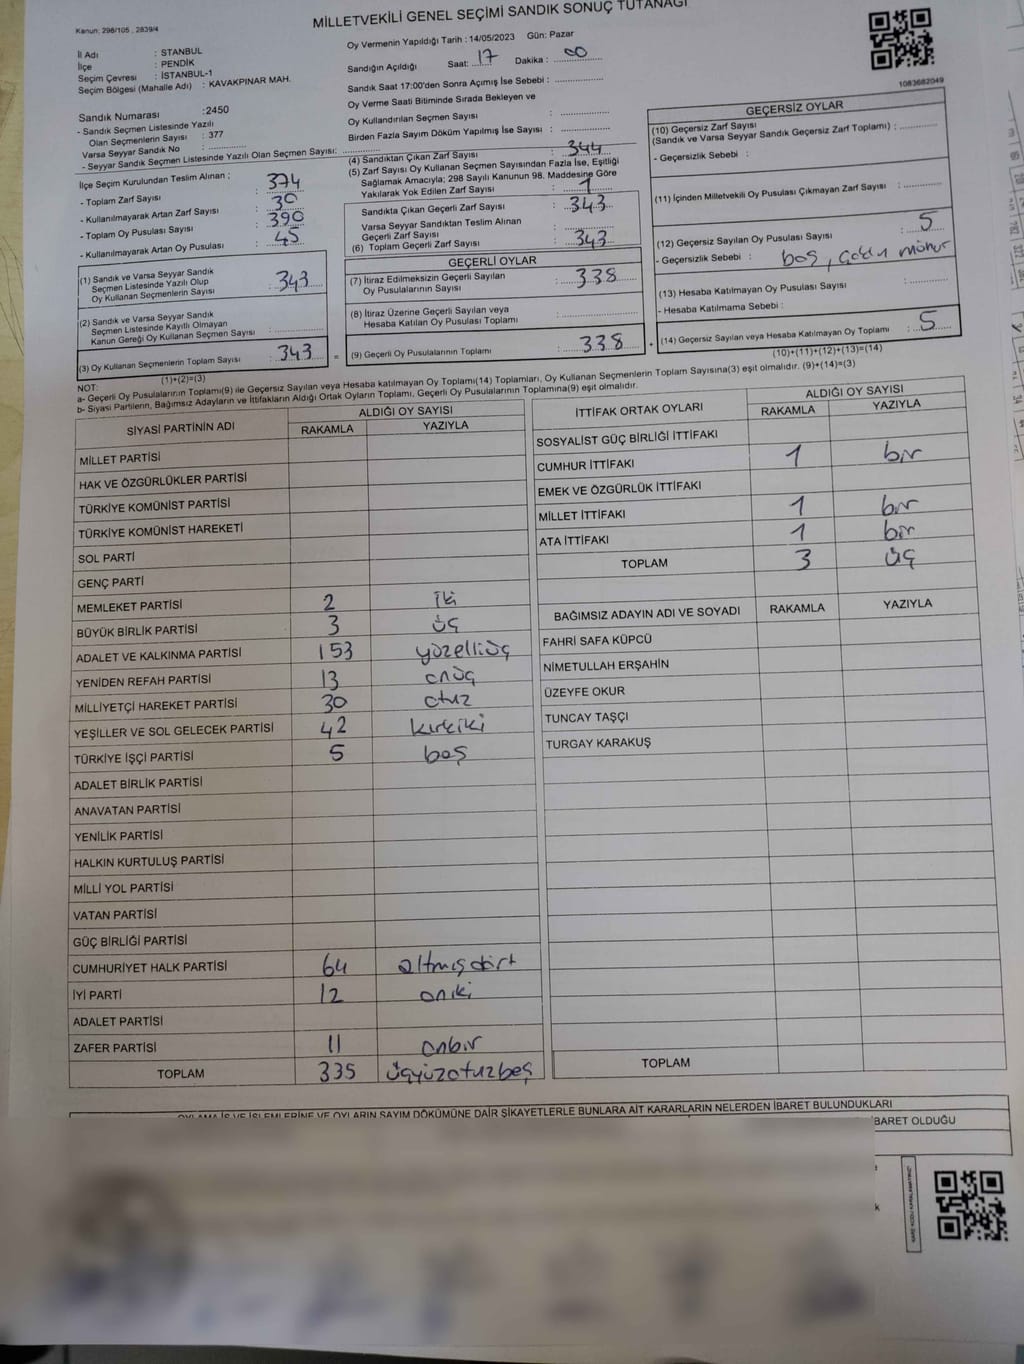 MİLLETVEKİLİ GENEL SEÇİMİ SANDIK SONUÇ TUTANAĞI
Kanun: 298/105 , 2839/4
İl Adı : STANBUL
İlçe : PENDİK
Seçim Çevresi : İSTANBUL-1
Seçim Bölgesi (Mahalle Adı) : KAVAKPINAR MAH.
Sandık Numarası :2450
- Sandık Seçmen Listesinde Yazılı
Olan Seçmenlerin Sayısı : 377
Varsa Seyyar Sandık No :
- Seyyar Sandık Seçmen Listesinde Yazılı Olan Seçmen Sayısı:
Oy Vermenin Yapıldığı Tarih : 14/05/2023 Gün: Pazar
Sandığın Açıldığı Saat: 17 Dakika : 00
Sandık Saat 17:00'den Sonra Açımış İse Sebebi :
Oy Verme Saati Bitiminde Sırada Bekleyen ve
Oy Kullandırılan Seçmen Sayısı :
Birden Fazla Sayım Döküm Yapılmış İse Sayısı :
1083682049
İlçe Seçim Kurulundan Teslim Alınan ;
- Toplam Zarf Sayısı : 374
- Kullanılmayarak Artan Zarf Sayısı : 30
- Toplam Oy Pusulası Sayısı : 390
- Kullanılmayarak Artan Oy Pusulası : 45
(4) Sandıktan Çıkan Zarf Sayısı : 344
(5) Zarf Sayısı Oy Kullanan Seçmen Sayısından Fazla İse, Eşitliği
Sağlamak Amacıyla; 298 Sayılı Kanunun 98. Maddesine Göre
Yakılarak Yok Edilen Zarf Sayısı : 1
Sandıkta Çıkan Geçerli Zarf Sayısı : 343
Varsa Seyyar Sandıktan Teslim Alınan
Geçerli Zarf Sayısı :
(6) Toplam Geçerli Zarf Sayısı : 343
GEÇERSİZ OYLAR
(10) Geçersiz Zarf Sayısı
(Sandık ve Varsa Seyyar Sandık Geçersiz Zarf Toplamı) :
- Geçersizlik Sebebi :
(11) İçinden Milletvekili Oy Pusulası Çıkmayan Zarf Sayısı :
(12) Geçersiz Sayılan Oy Pusulası Sayısı : 5
- Geçersizlik Sebebi : boş, çoklu mühür
(13) Hesaba Katılmayan Oy Pusulası Sayısı :
- Hesaba Katılmama Sebebi :
(14) Geçersiz Sayılan veya Hesaba Katılmayan Oy Toplamı : 5
(10)+(11)+(12)+(13)=(14)
(1) Sandık ve Varsa Seyyar Sandık
Seçmen Listesinde Yazılı Olup
Oy Kullanan Seçmenlerin Sayısı : 343
(2) Sandık ve Varsa Seyyar Sandık
Seçmen Listesinde Kayıtlı Olmayan
Kanun Gereği Oy Kullanan Seçmen Sayısı :
(3) Oy Kullanan Seçmenlerin Toplam Sayısı : 343 =
(1)+(2)=(3)
GEÇERLİ OYLAR
(7) İtiraz Edilmeksizin Geçerli Sayılan
Oy Pusulalarının Sayısı : 338
(8) İtiraz Üzerine Geçerli Sayılan veya
Hesaba Katılan Oy Pusulası Toplamı :
(9) Geçerli Oy Pusulalarının Toplamı : 338 +
NOT:
a- Geçerli Oy Pusulalarının Toplamı(9) ile Geçersiz Sayılan veya Hesaba katılmayan Oy Toplamı(14) Toplamları, Oy Kullanan Seçmenlerin Toplam Sayısına(3) eşit olmalıdır. (9)+(14)=(3)
b- Siyasi Partilerin, Bağımsız Adayların ve İttifakların Aldığı Ortak Oyların Toplamı, Geçerli Oy Pusulalarının Toplamına(9) eşit olmalıdır.
SİYASİ PARTİNİN ADI ALDIĞI OY SAYISI
RAKAMLA YAZIYLA
MİLLET PARTİSİ
HAK VE ÖZGÜRLÜKLER PARTİSİ
TÜRKİYE KOMÜNİST PARTİSİ
TÜRKİYE KOMÜNİST HAREKETİ
SOL PARTİ
GENÇ PARTİ
MEMLEKET PARTİSİ 2 iki
BÜYÜK BİRLİK PARTİSİ 3 üç
ADALET VE KALKINMA PARTİSİ 153 yüzelliüç
YENİDEN REFAH PARTİSİ 13 onüç
MİLLİYETÇİ HAREKET PARTİSİ 30 otuz
YEŞİLLER VE SOL GELECEK PARTİSİ 42 kırkiki
TÜRKİYE İŞÇİ PARTİSİ 5 beş
ADALET BİRLİK PARTİSİ
ANAVATAN PARTİSİ
YENİLİK PARTİSİ
HALKIN KURTULUŞ PARTİSİ
MİLLİ YOL PARTİSİ
VATAN PARTİSİ
GÜÇ BİRLİĞİ PARTİSİ
CUMHURİYET HALK PARTİSİ 64 altmışdört
İYİ PARTİ 12 oniki
ADALET PARTİSİ
ZAFER PARTİSİ 11 onbir
TOPLAM 335 üçyüzotuzbeş
İTTİFAK ORTAK OYLARI ALDIĞI OY SAYISI
RAKAMLA YAZIYLA
SOSYALİST GÜÇ BİRLİĞİ İTTİFAKI
CUMHUR İTTİFAKI 1 bir
EMEK VE ÖZGÜRLÜK İTTİFAKI
MİLLET İTTİFAKI 1 bir
ATA İTTİFAKI 1 bir
TOPLAM 3 üç
BAĞIMSIZ ADAYIN ADI VE SOYADI RAKAMLA YAZIYLA
FAHRİ SAFA KÜPCÜ
NİMETULLAH ERŞAHİN
ÜZEYFE OKUR
TUNCAY TAŞÇI
TURGAY KARAKUŞ
TOPLAM
OYLAMA İŞ VE İŞLEMLERİNE VE OYLARIN SAYIM DÖKÜMÜNE DAİR ŞİKAYETLERLE BUNLARA AİT KARARLARIN NELERDEN İBARET BULUNDUKLARI
İBARET OLDUĞU